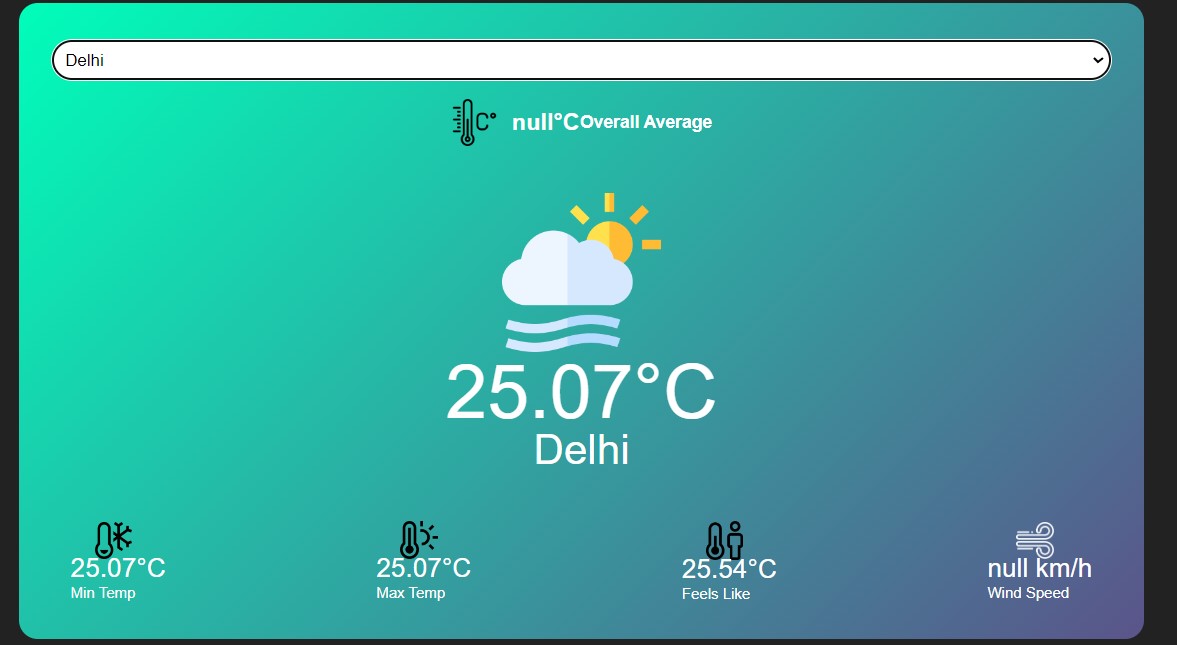 Delhi
C° null°COverall Average
25.07°C
Delhi
25.07°C 25.07°C 25.54°C null km/h
Min Temp Max Temp Feels Like Wind Speed